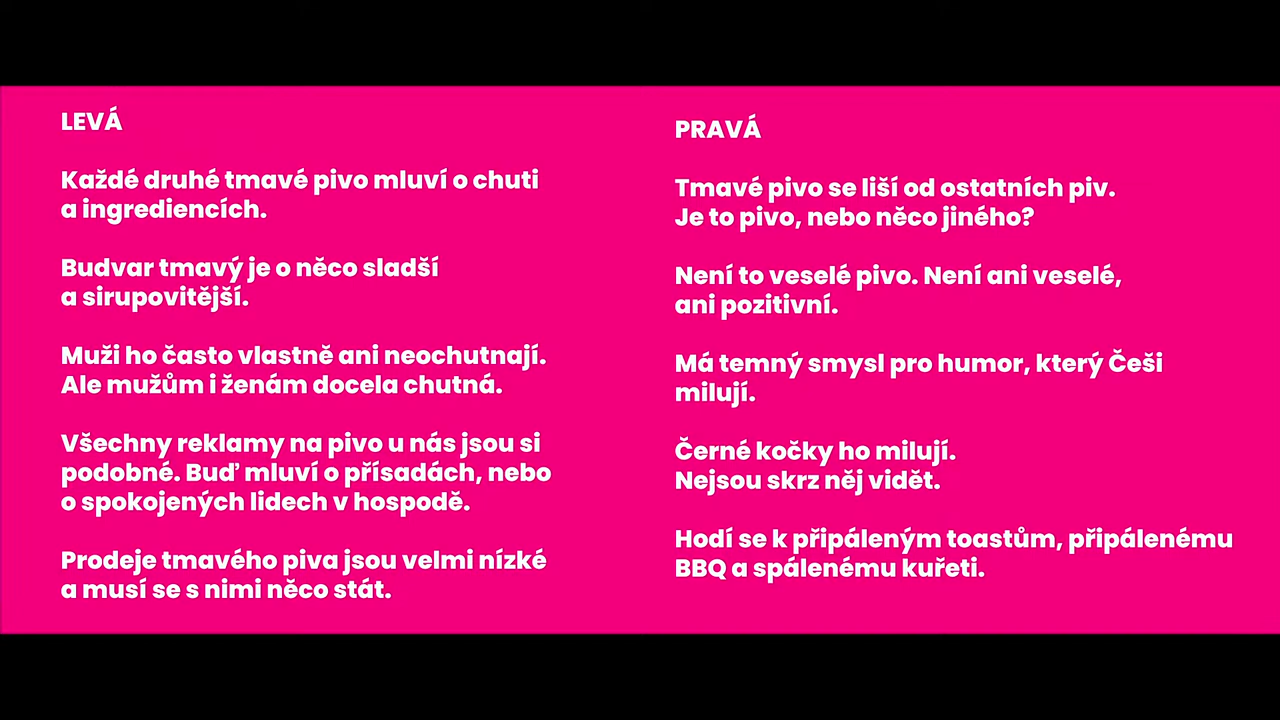 LEVÁ
Každé druhé tmavé pivo mluví o chuti
a ingrediencích.
Budvar tmavý je o něco sladší
a sirupovitější.
Muži ho často vlastně ani neochutnají.
Ale mužům i ženám docela chutná.
Všechny reklamy na pivo u nás jsou si
podobné. Buď mluví o přísadách, nebo
o spokojených lidech v hospodě.
Prodeje tmavého piva jsou velmi nízké
a musí se s nimi něco stát.
PRAVÁ
Tmavé pivo se liší od ostatních piv.
Je to pivo, nebo něco jiného?
Není to veselé pivo. Není ani veselé,
ani pozitivní.
Má temný smysl pro humor, který Češi
milují.
Černé kočky ho milují.
Nejsou skrz něj vidět.
Hodí se k připáleným toastům, připálenému
BBQ a spálenému kuřeti.